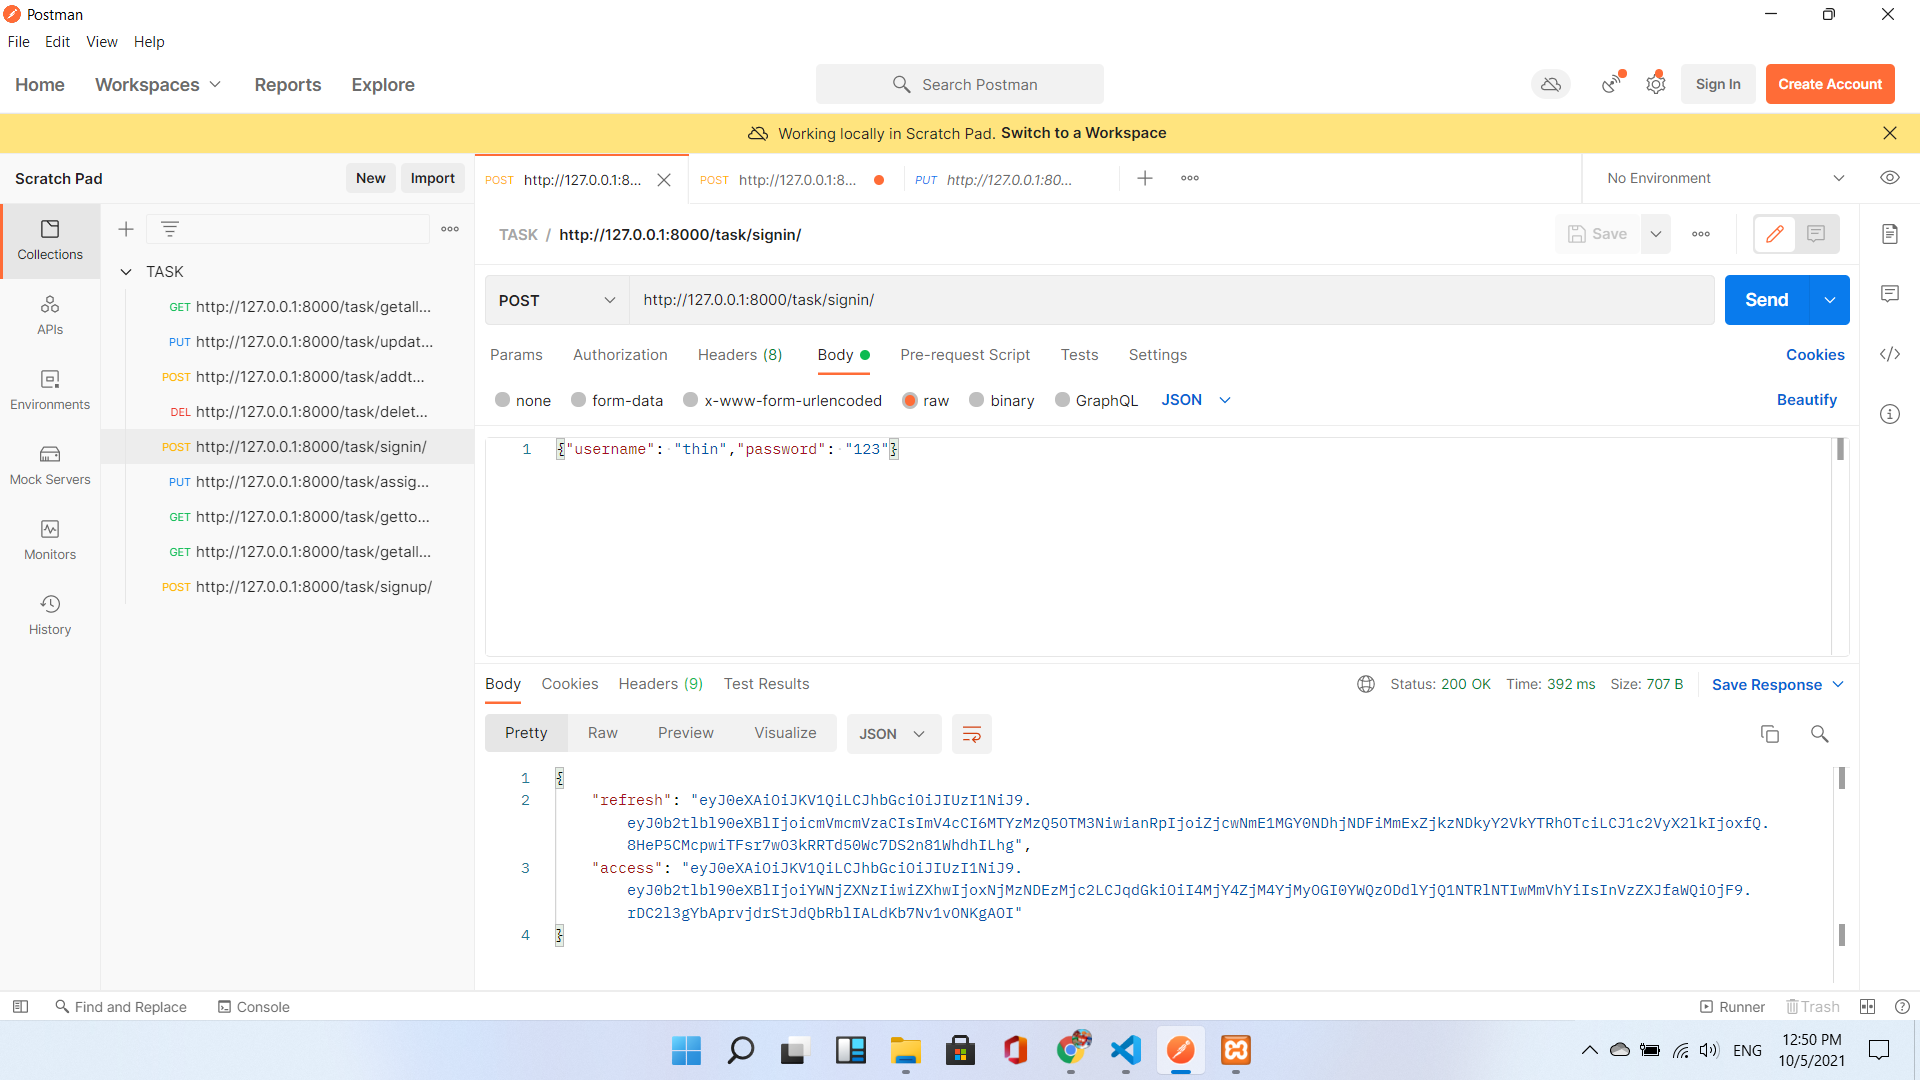 Postman
File Edit View Help
Home Workspaces Reports Explore
Search Postman
Sign In
Create Account
Working locally in Scratch Pad. Switch to a Workspace
Scratch Pad
New
Import
POST http://127.0.0.1:8...
POST http://127.0.0.1:8...
PUT http://127.0.0.1:80...
No Environment
Collections
APIs
Environments
Mock Servers
Monitors
History
TASK
GET http://127.0.0.1:8000/task/getall...
PUT http://127.0.0.1:8000/task/updat...
POST http://127.0.0.1:8000/task/addt...
DEL http://127.0.0.1:8000/task/delet...
POST http://127.0.0.1:8000/task/signin/
PUT http://127.0.0.1:8000/task/assig...
GET http://127.0.0.1:8000/task/getto...
GET http://127.0.0.1:8000/task/getall...
POST http://127.0.0.1:8000/task/signup/
TASK / http://127.0.0.1:8000/task/signin/
Save
POST http://127.0.0.1:8000/task/signin/
Send
Params Authorization Headers (8) Body Pre-request Script Tests Settings
Cookies
none form-data x-www-form-urlencoded raw binary GraphQL JSON
Beautify
1 {"username": "thin","password": "123"}
Body Cookies Headers (9) Test Results
Status: 200 OK Time: 392 ms Size: 707 B Save Response
Pretty Raw Preview Visualize JSON
1 {
2 "refresh": "eyJ0eXAiOiJKV1QiLCJhbGciOiJIUzI1NiJ9.
eyJ0b2tlbl90eXBlIjoicmVmcmVzaCIsImV4cCI6MTYzMzQ5OTM3NiwianRpIjoiZjcwNmE1MGY0NDhjNDFiMmExZjkzNDkyY2VkYTRhOTciLCJ1c2VyX2lkIjoxfQ.
8HeP5CMcpwiTFsr7wO3kRRTd50Wc7DS2n81WhdhILhg",
3 "access": "eyJ0eXAiOiJKV1QiLCJhbGciOiJIUzI1NiJ9.
eyJ0b2tlbl90eXBlIjoiYWNjZXNzIiwiZXhwIjoxNjMzNDEzMjc2LCJqdGkiOiI4MjY4ZjM4YjMyOGI0YWQzODdlYjQ1NTRlNTIwMmVhYiIsInVzZXJfaWQiOjF9.
rDC2l3gYbAprvjdrStJdQbRblIALdKb7Nv1vONKgAOI"
4 }
Find and Replace
Console
Runner
Trash
ENG
12:50 PM
10/5/2021